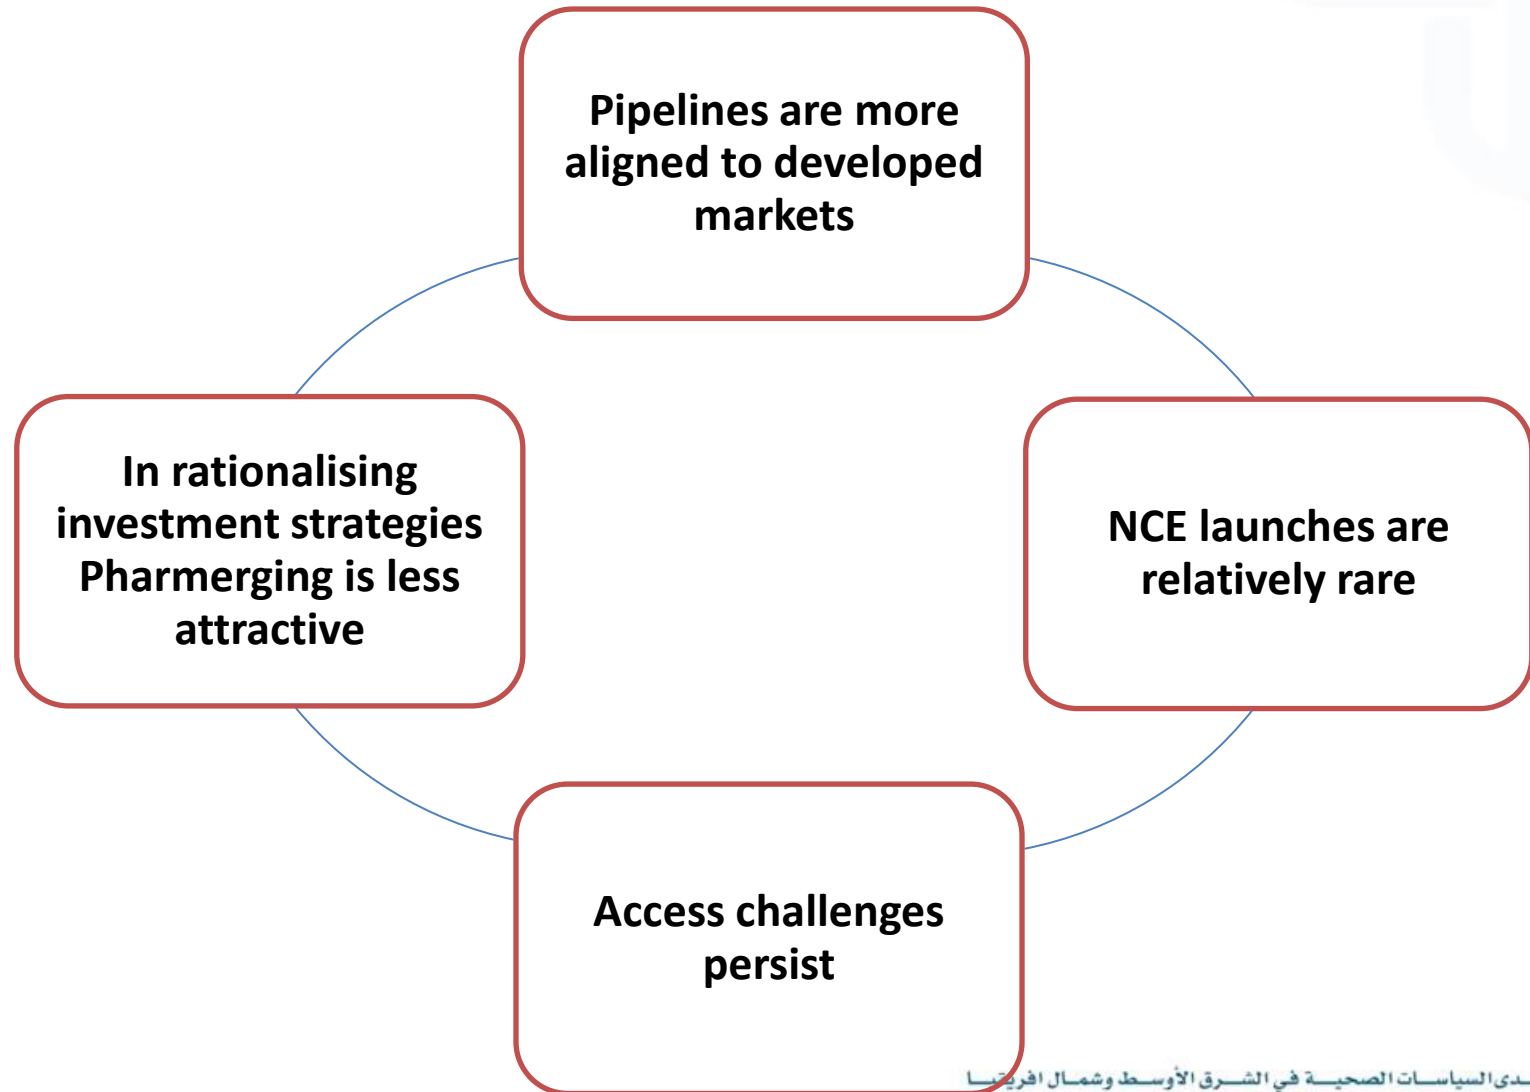 Pipelines are more
aligned to developed
markets
In rationalising
investment strategies
Pharmerging is less
attractive
NCE launches are
relatively rare
Access challenges
persist
السياسات الصحية في الشرق الأوسط وشمال افريقيا